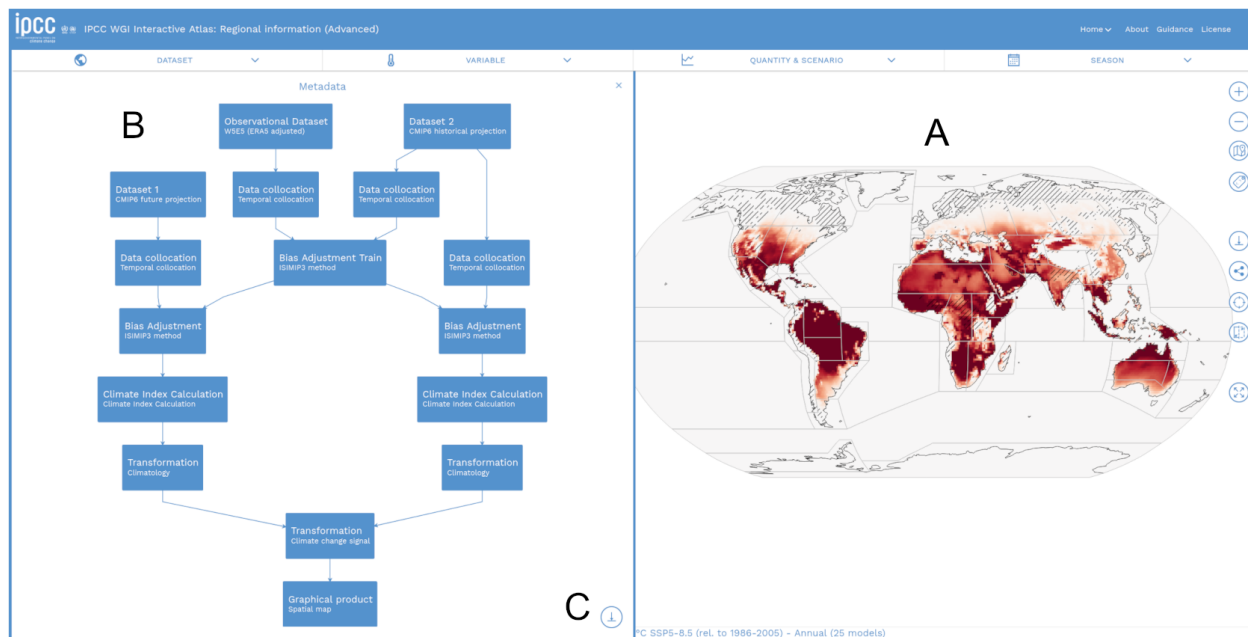 ipcc
IPCC WGI Interactive Atlas: Regional information (Advanced)
Home About Guidance License
DATASET
VARIABLE
QUANTITY & SCENARIO
SEASON
Metadata
B
A
Observational Dataset
W5E5 (ERA5 adjusted)
Dataset 2
CMIP6 historical projection
Dataset 1
CMIP6 future projection
Data collocation
Temporal collocation
Data collocation
Temporal collocation
Data collocation
Temporal collocation
Bias Adjustment Train
ISIMIP3 method
Data collocation
Temporal collocation
Bias Adjustment
ISIMIP3 method
Bias Adjustment
ISIMIP3 method
Climate Index Calculation
Climate Index Calculation
Climate Index Calculation
Climate Index Calculation
Transformation
Climatology
Transformation
Climatology
Transformation
Climate change signal
Graphical product
Spatial map
C
°C SSP5-8.5 (rel. to 1986-2005) - Annual (25 models)